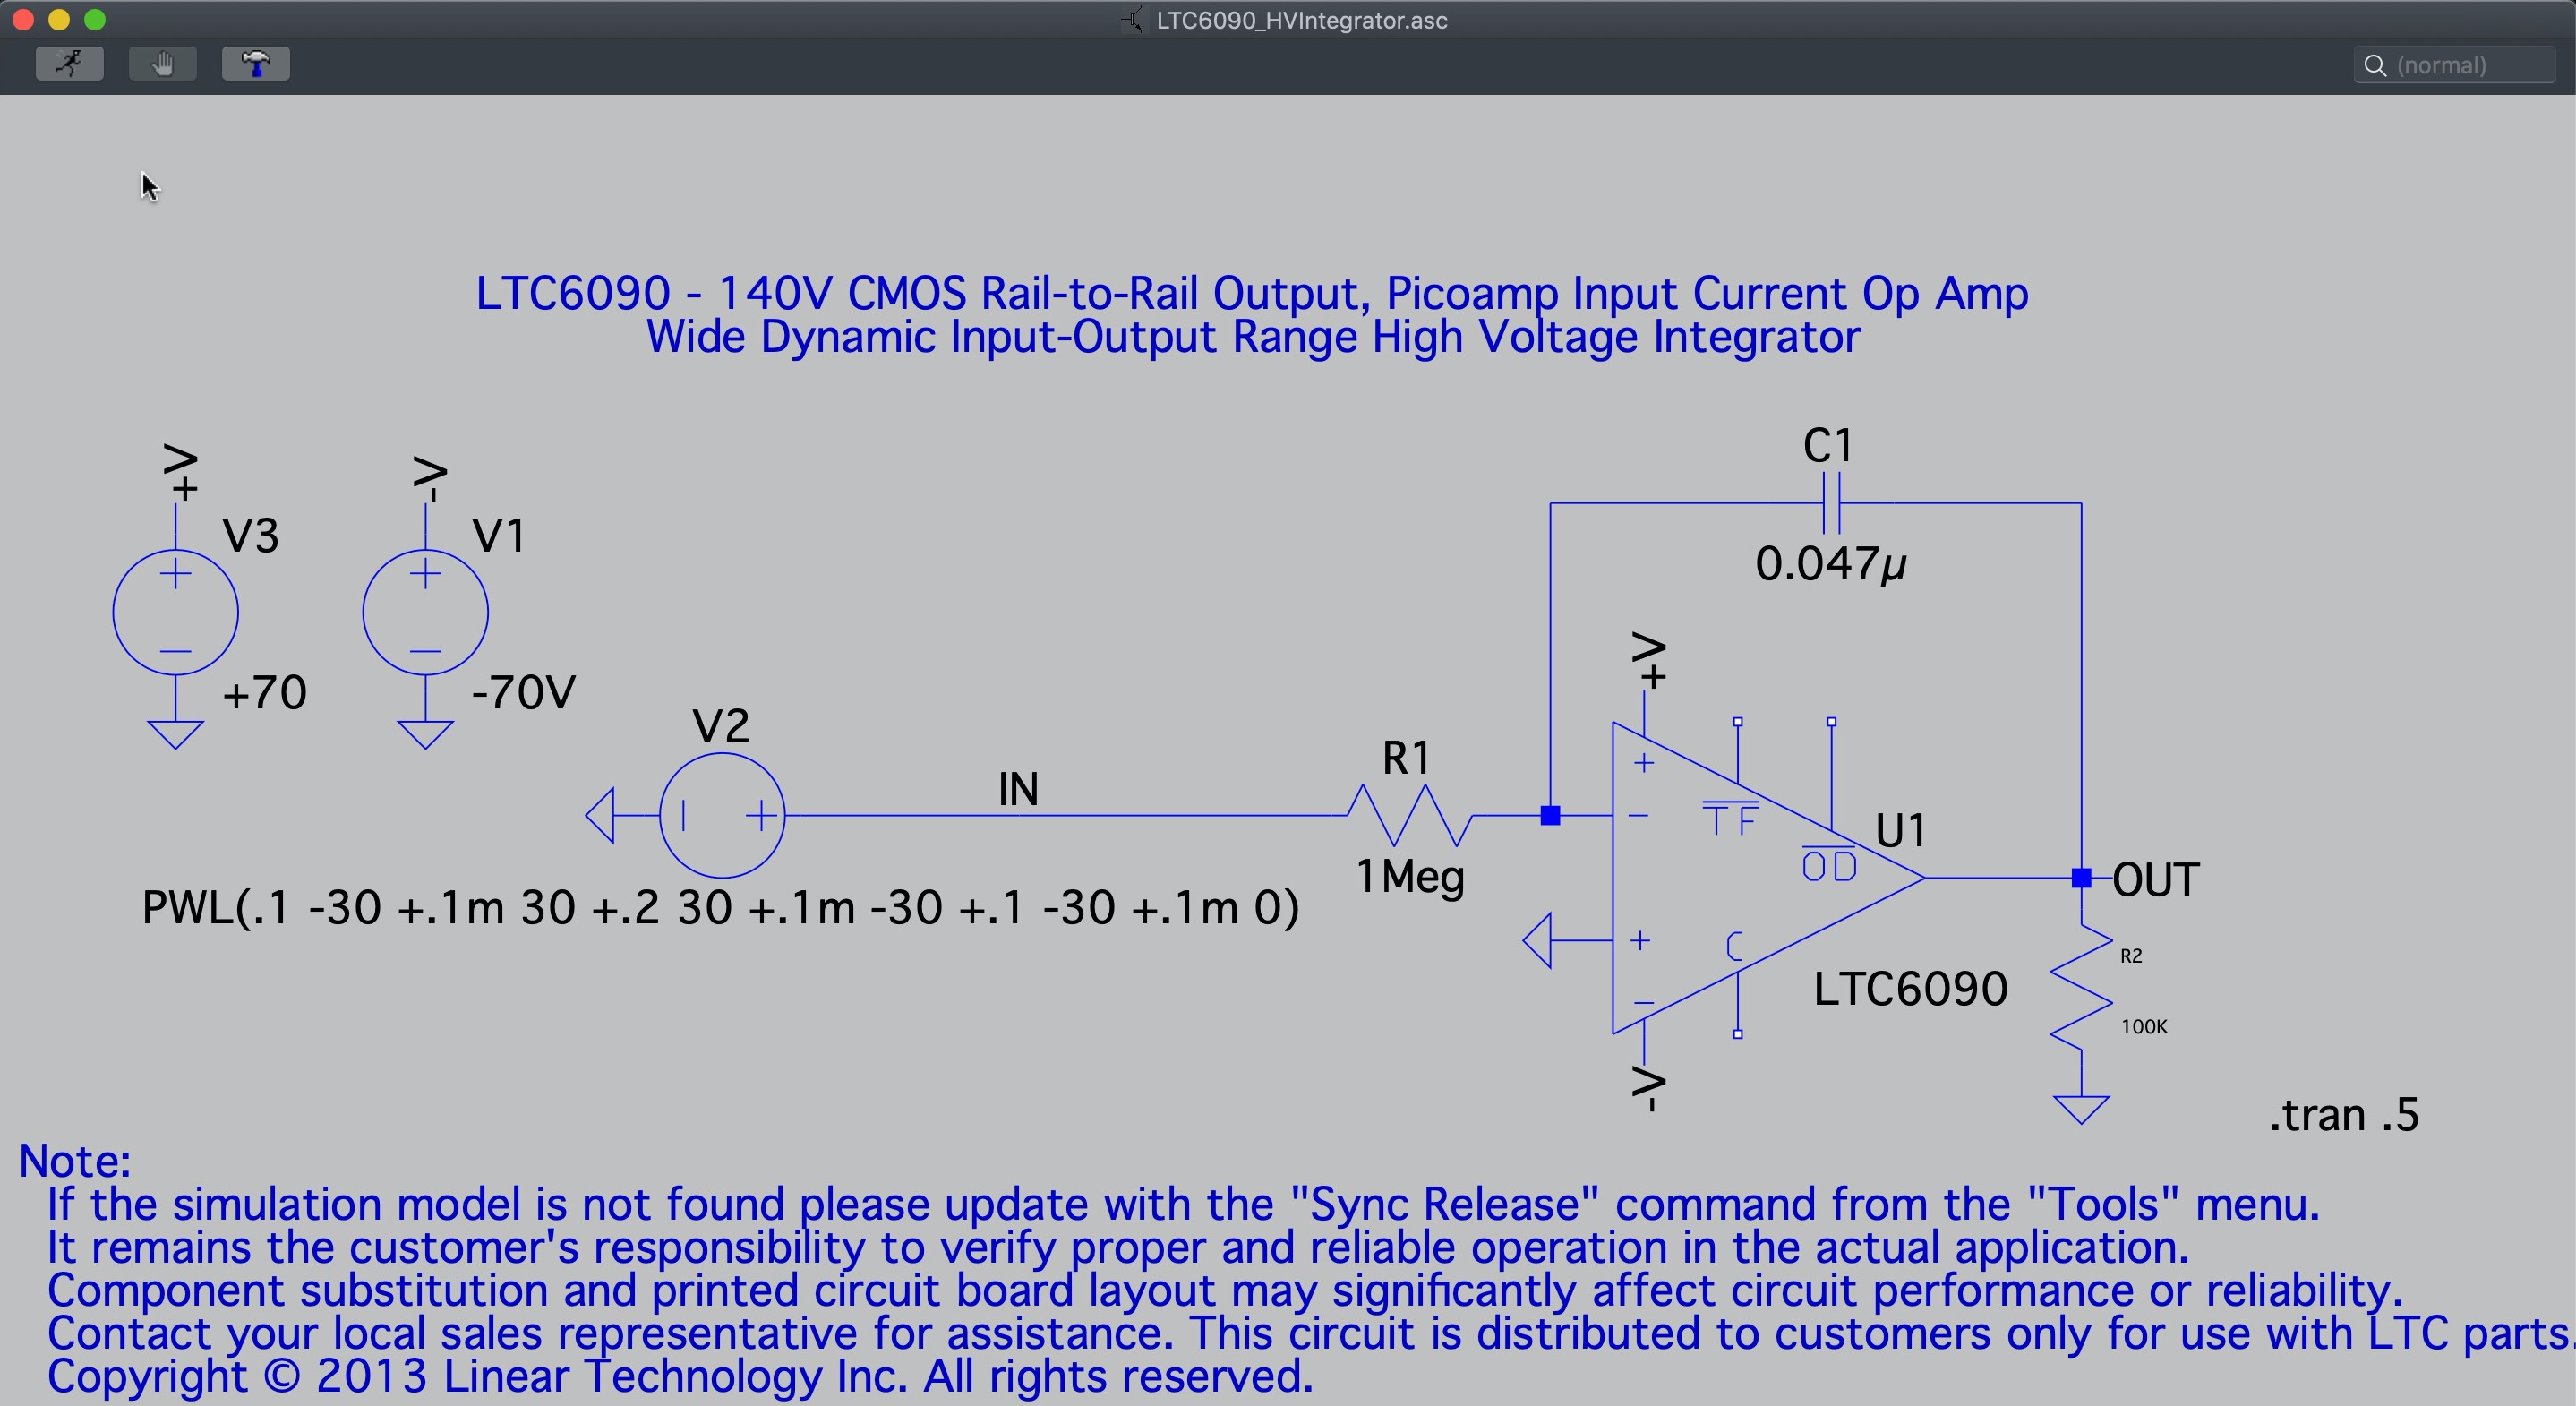 LTC6090_HVIntegrator.asc
(normal)
LTC6090 - 140V CMOS Rail-to-Rail Output, Picoamp Input Current Op Amp
Wide Dynamic Input-Output Range High Voltage Integrator
+V
-V
C1
V3
V1
0.047µ
+V
+70
-70V
V2
R1
IN
TF
U1
OD
1Meg
OUT
PWL(.1 -30 +.1m 30 +.2 30 +.1m -30 +.1 -30 +.1m 0)
C
R2
LTC6090
100K
-V
.tran .5
Note:
If the simulation model is not found please update with the "Sync Release" command from the "Tools" menu.
It remains the customer's responsibility to verify proper and reliable operation in the actual application.
Component substitution and printed circuit board layout may significantly affect circuit performance or reliability.
Contact your local sales representative for assistance. This circuit is distributed to customers only for use with LTC parts.
Copyright © 2013 Linear Technology Inc. All rights reserved.